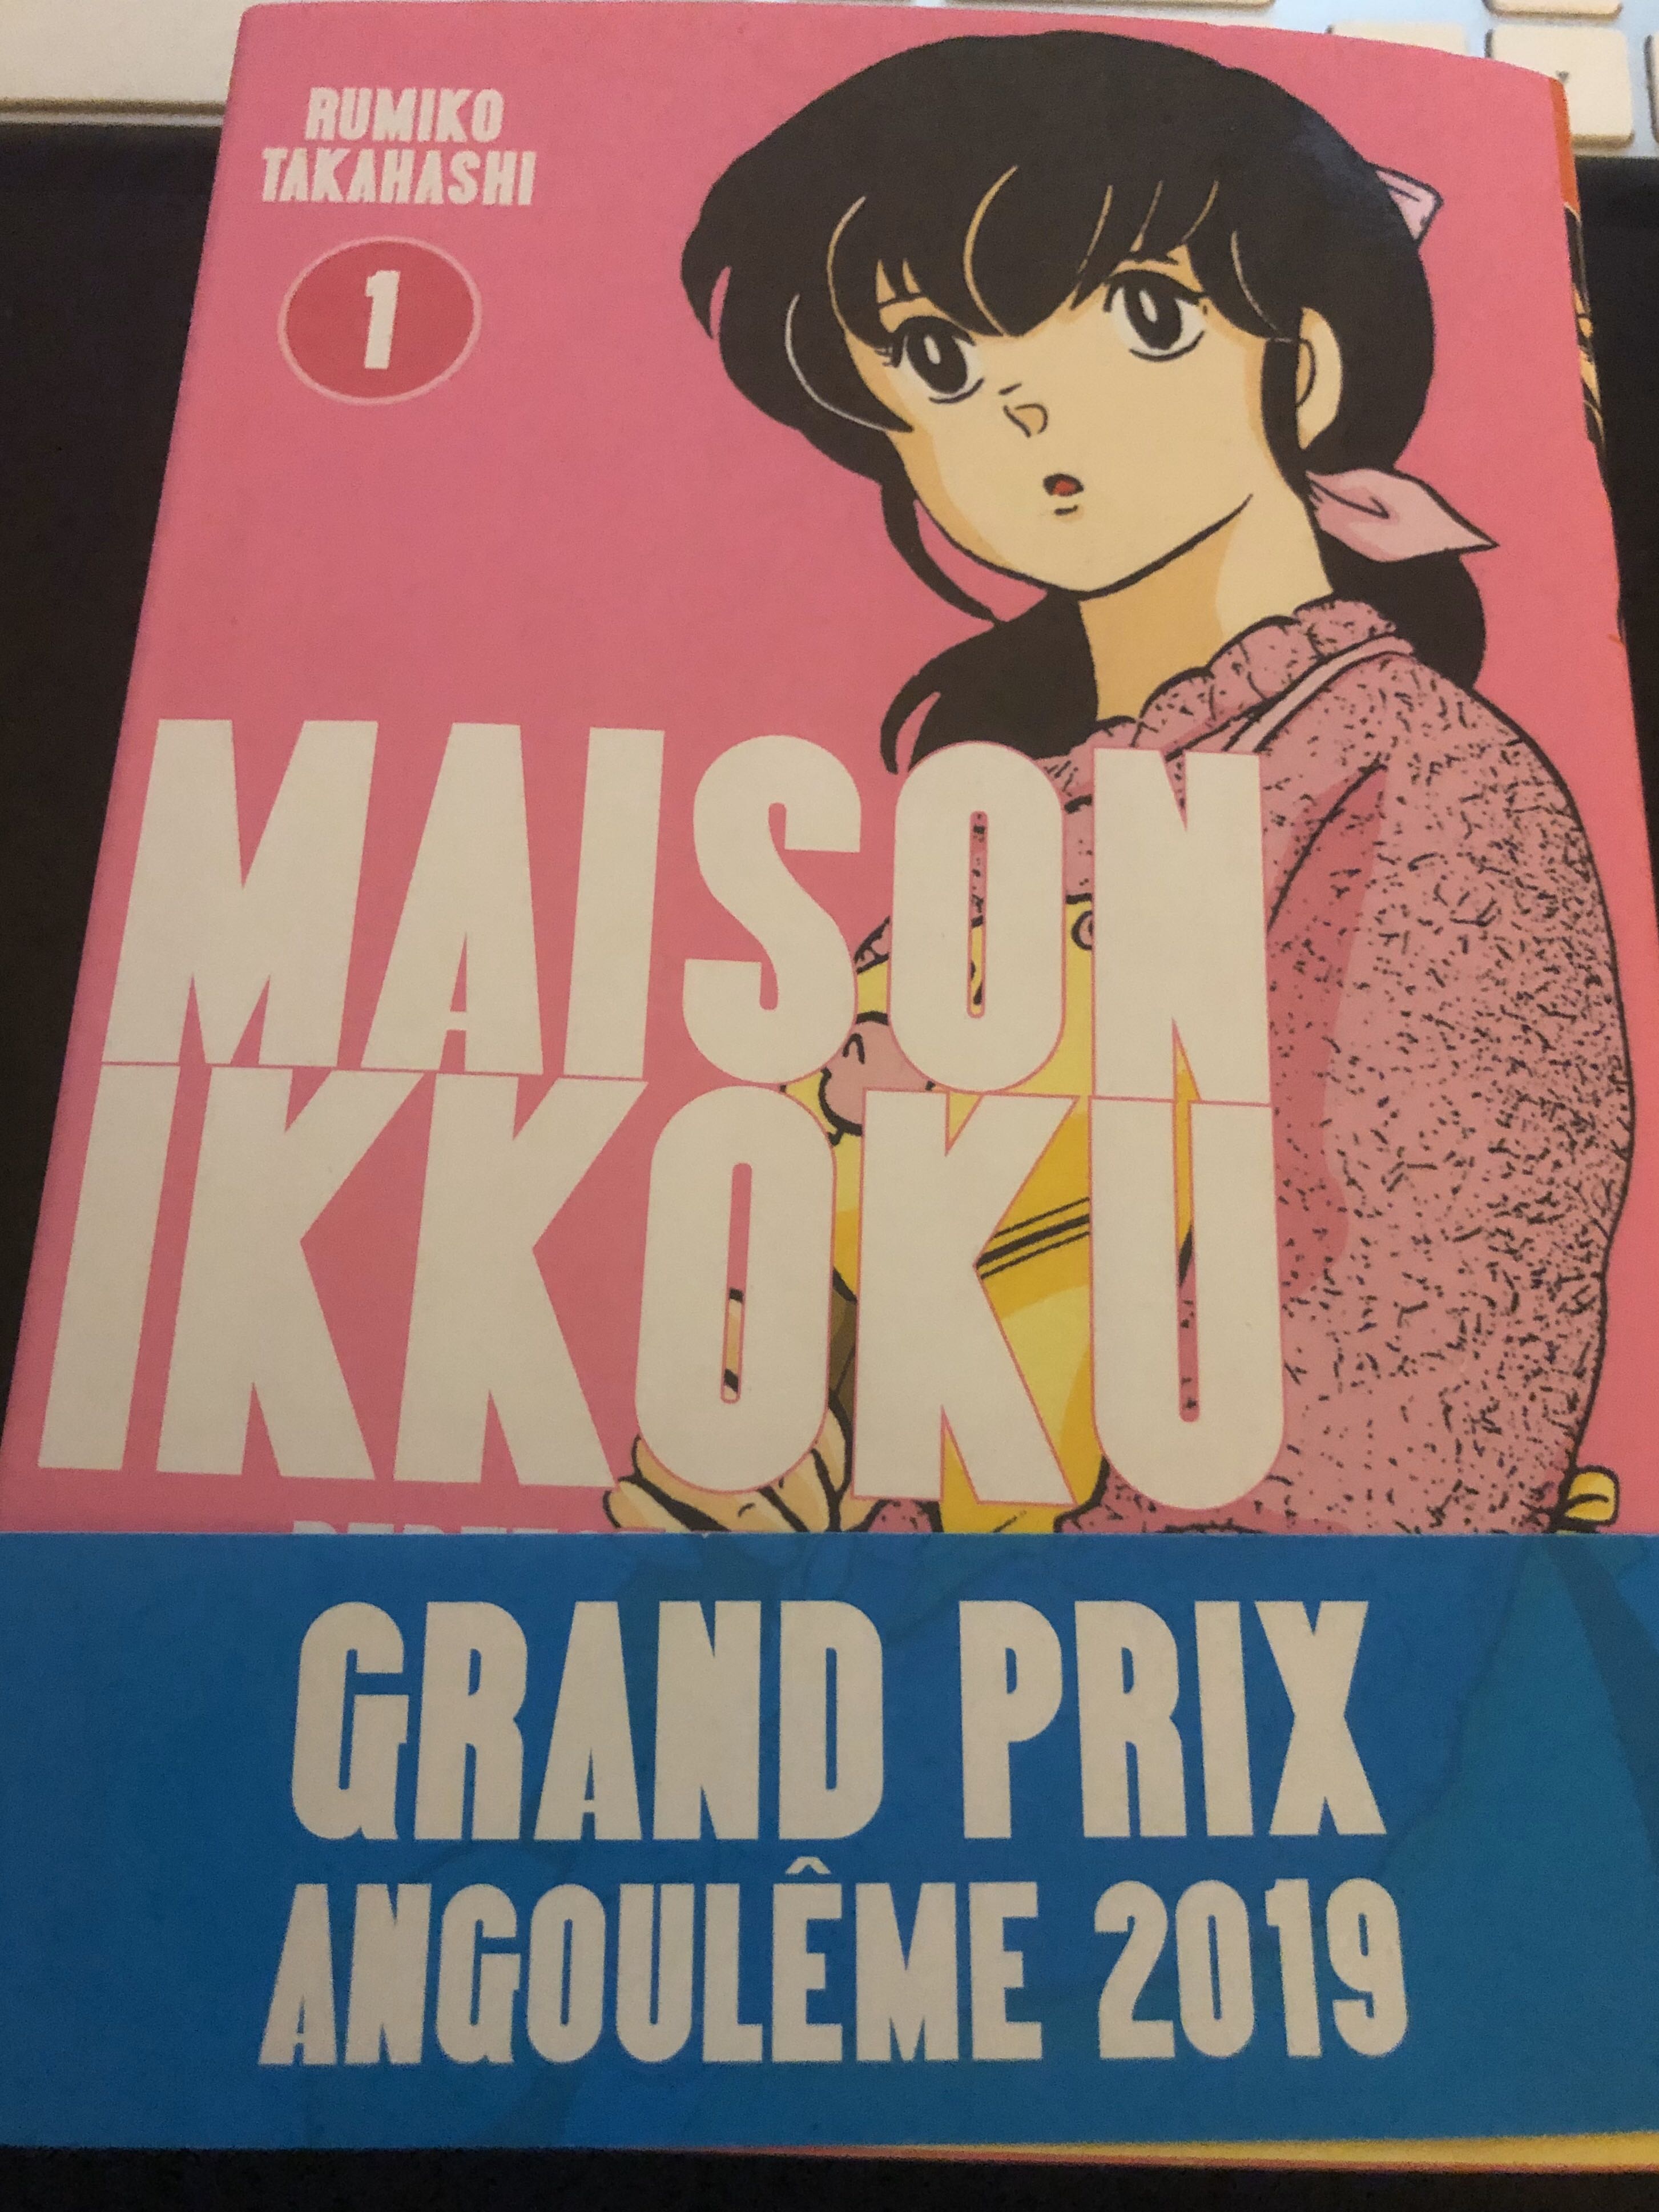 RUMIKO
TAKAHASHI
1
MAISON
IKKOKU
GRAND PRIX
ANGOULÊME 2019